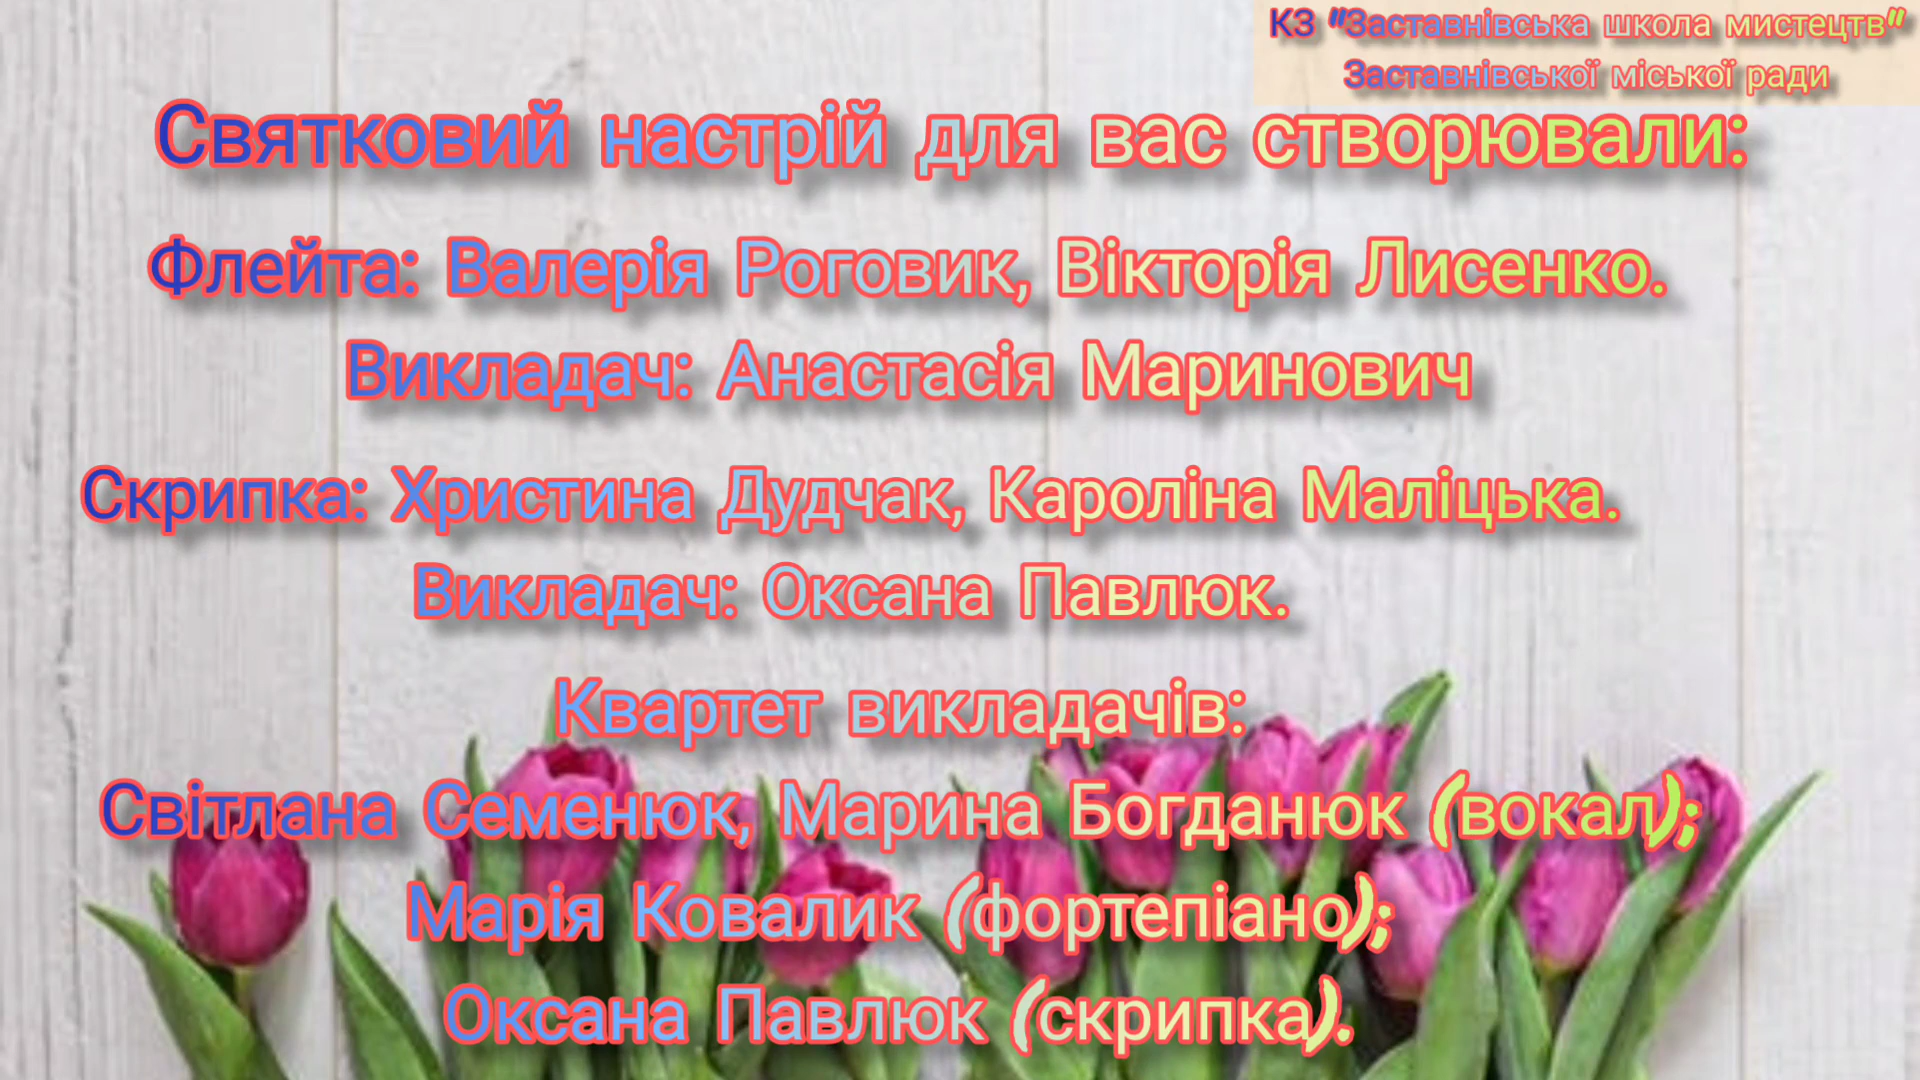 КЗ "Заставнівська школа мистецтв"
Заставнівської міської ради
Святковий настрій для вас створювали:
Флейта: Валерія Роговик, Вікторія Лисенко.
Викладач: Анастасія Маринович
Скрипка: Христина Дудчак, Кароліна Маліцька.
Викладач: Оксана Павлюк.
Квартет викладачів:
Світлана Семенюк, Марина Богданюк (вокал);
Марія Ковалик (фортепіано);
Оксана Павлюк (скрипка).